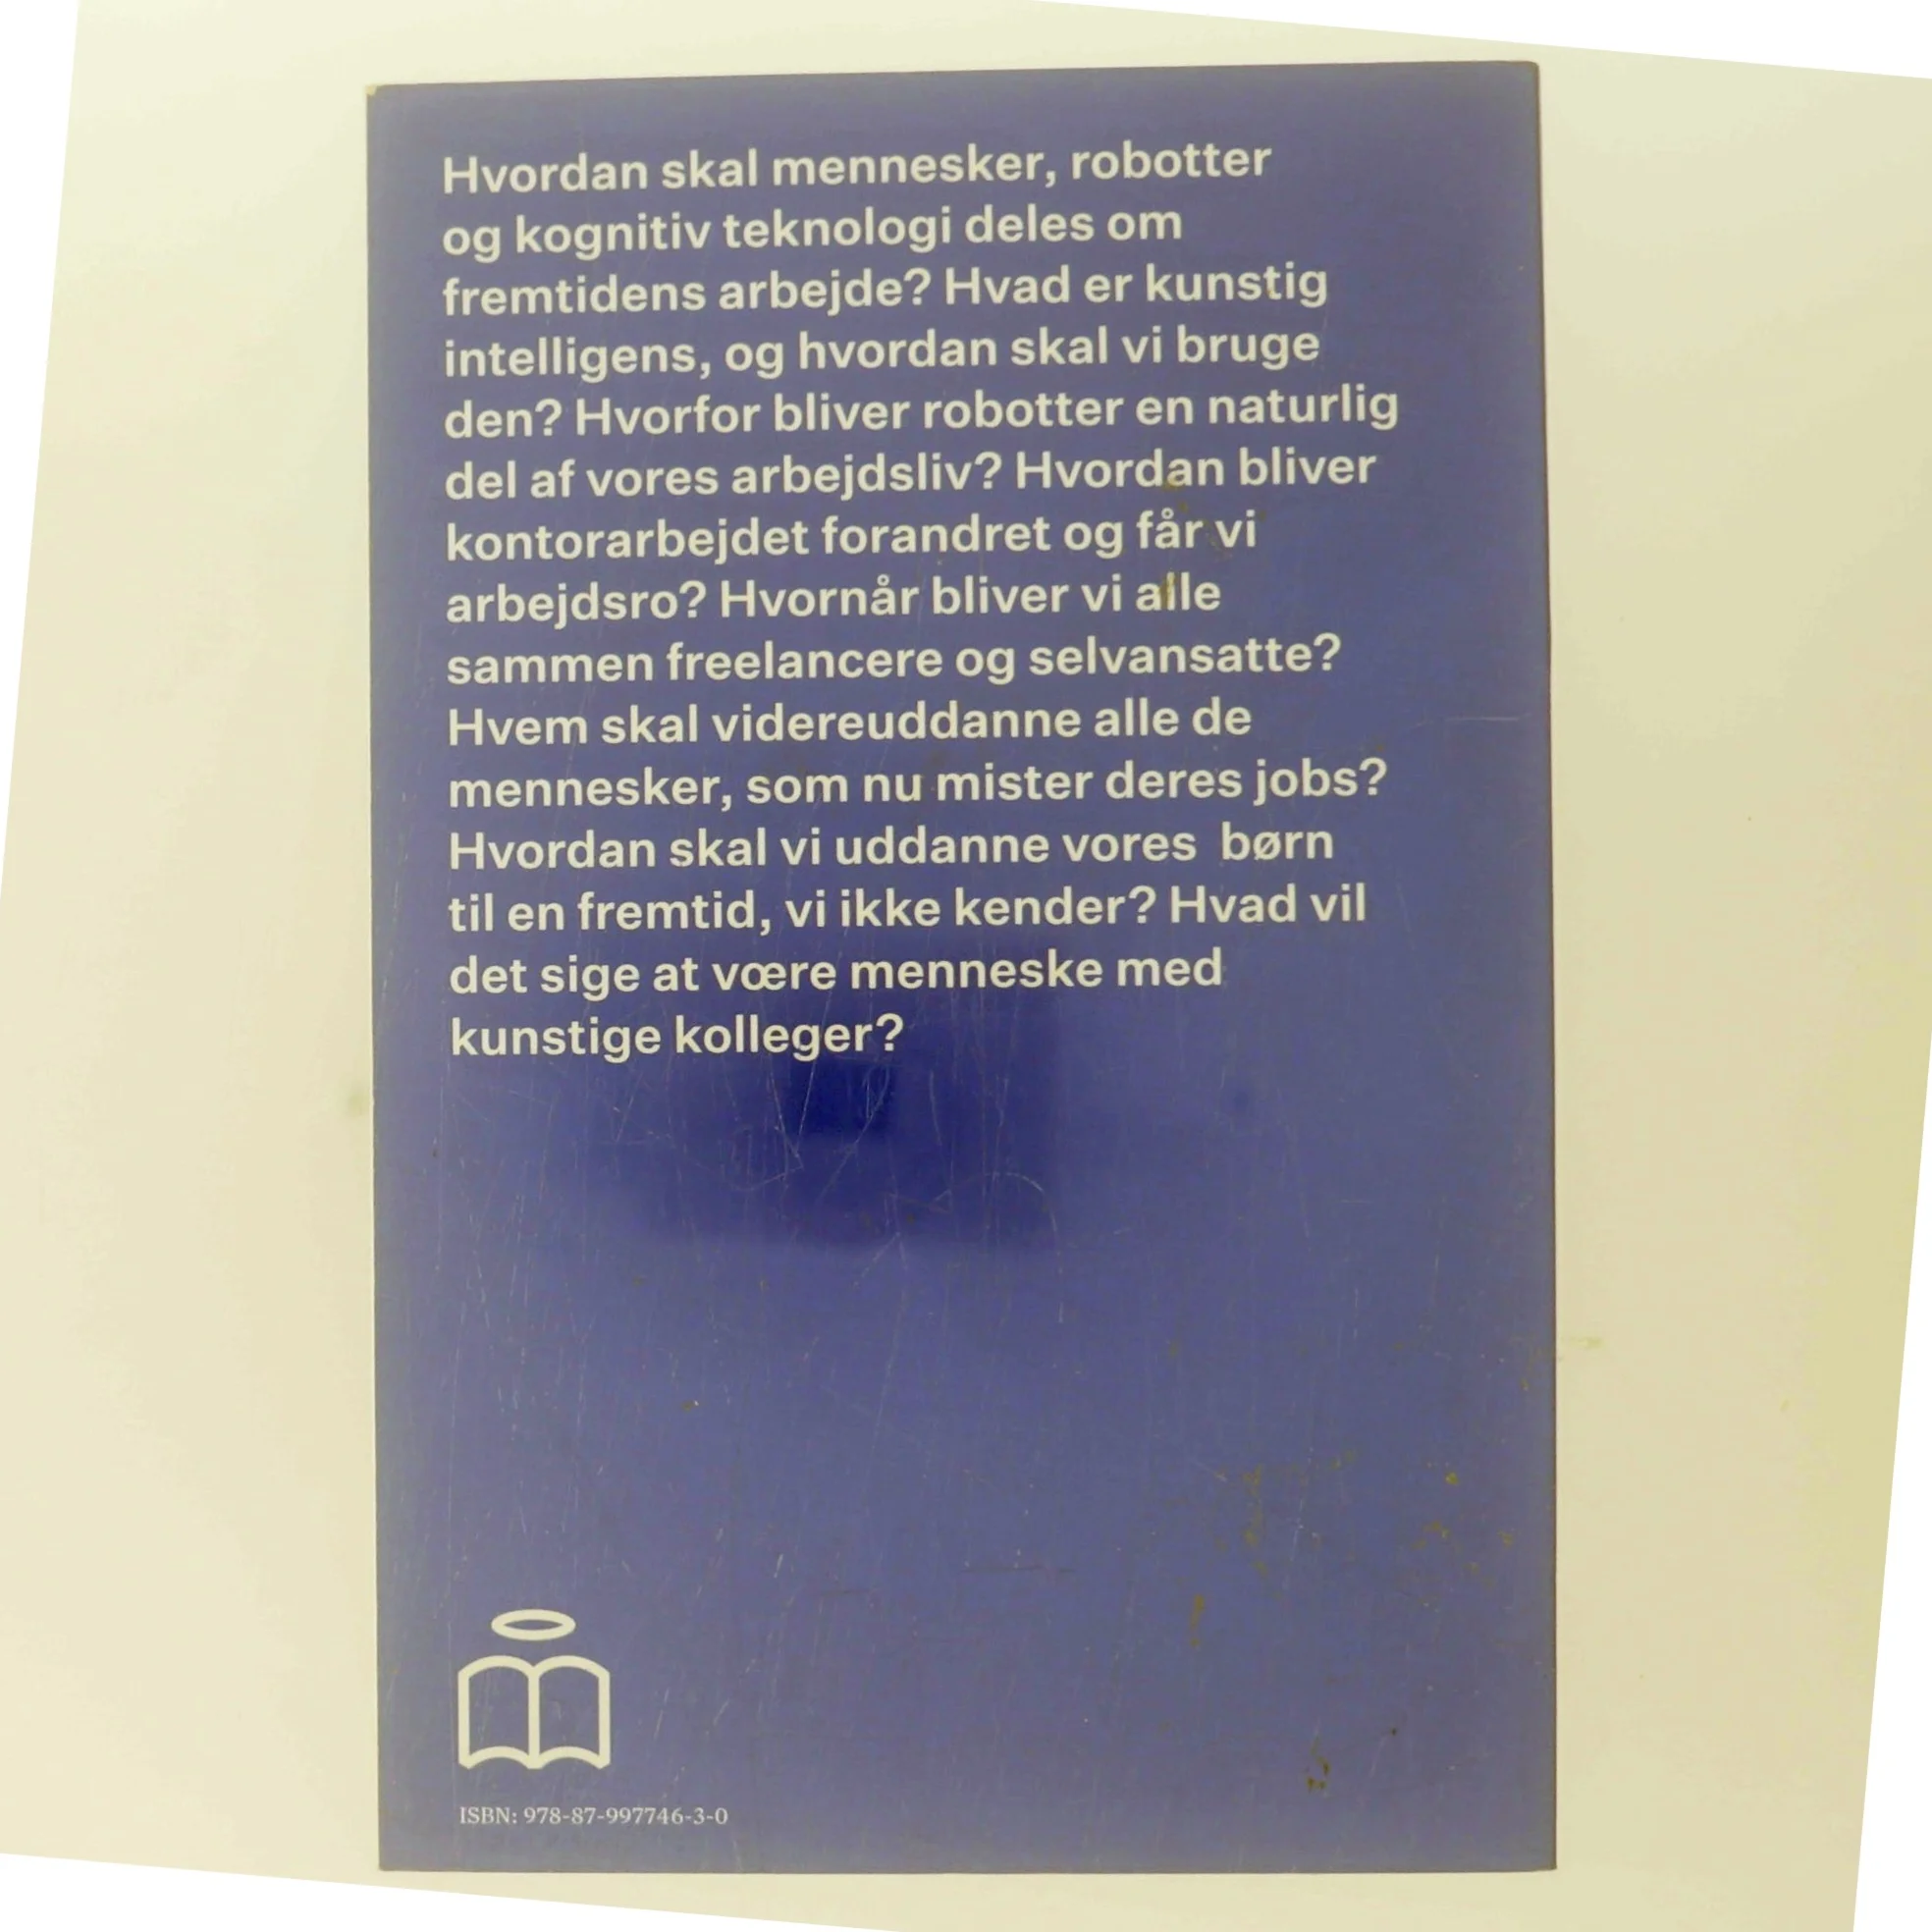 Hvordan skal mennesker, robotter
og kognitiv teknologi deles om
fremtidens arbejde? Hvad er kunstig
intelligens, og hvordan skal vi bruge
den? Hvorfor bliver robotter en naturlig
del af vores arbejdsliv? Hvordan bliver
kontorarbejdet forandret og får vi
arbejdsro? Hvornår bliver vi alle
sammen freelancere og selvansatte?
Hvem skal videreuddanne alle de
mennesker, som nu mister deres jobs?
Hvordan skal vi uddanne vores børn
til en fremtid, vi ikke kender? Hvad vil
det sige at være menneske med
kunstige kolleger?
ISBN: 978-87-997746-3-0